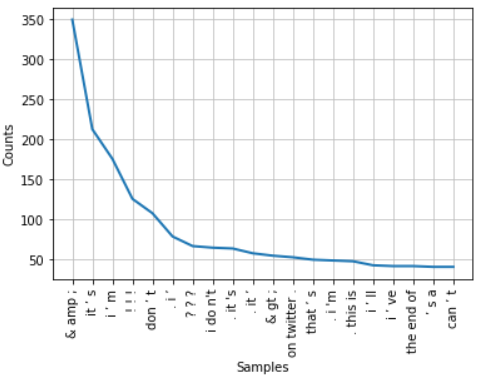 350
300
250
200
150
100
50
Counts
& amp ;
it ’ s
i ’ m
! ! !
don ’ t
. i ’
? ? ?
i do n't
. it 's
. it ’
& gt ;
on twitter .
that ’ s
. i 'm
. this is
i ’ ll
i ’ ve
the end of
’ s a
can ’ t
Samples